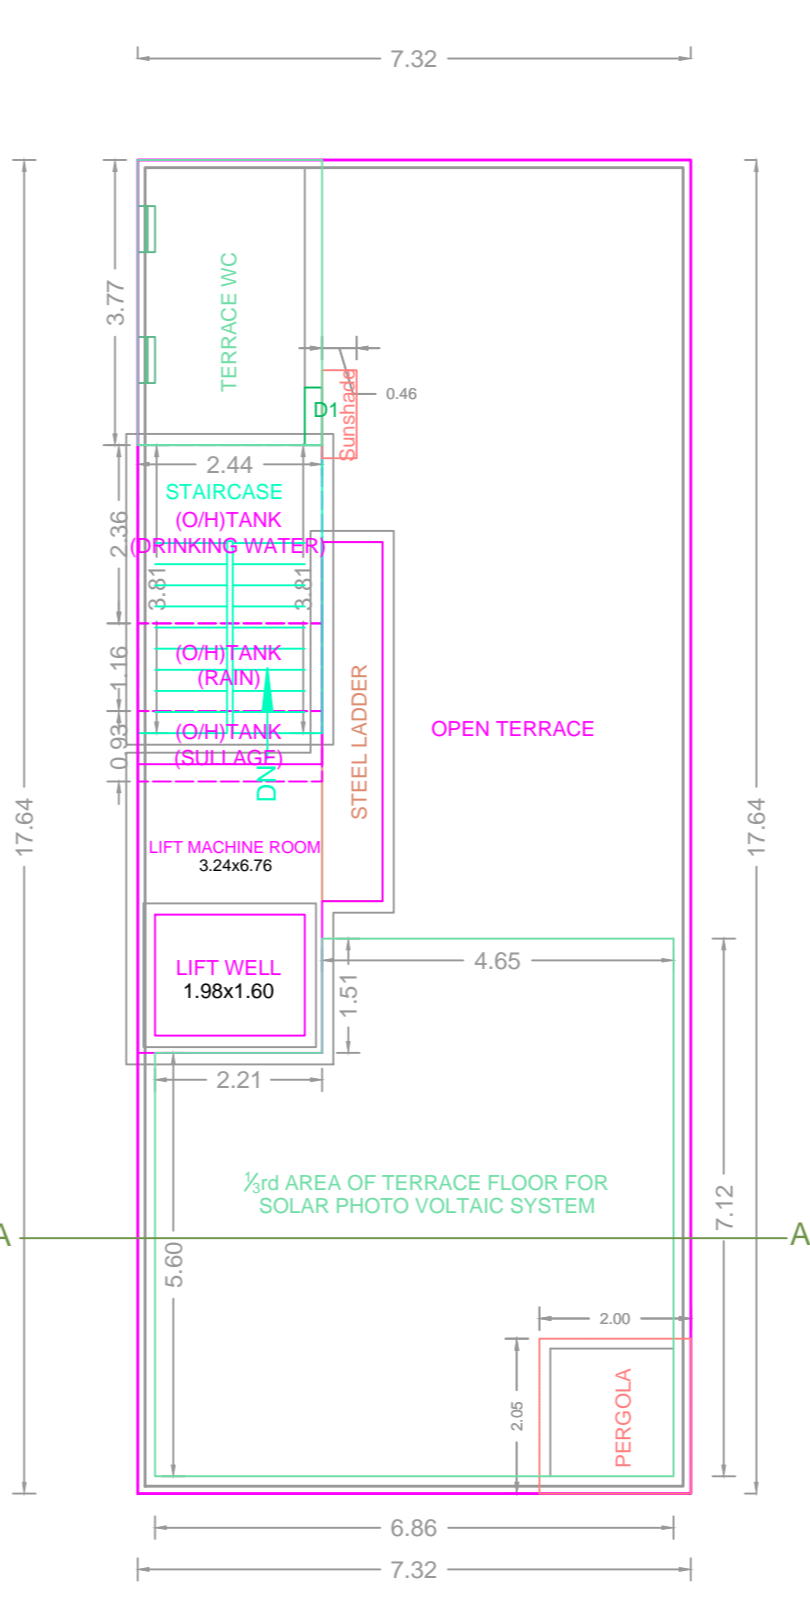 7.32
3.77
TERRACE WC
0.46
D1
Sunshade
2.44
STAIRCASE
(O/H)TANK
(DRINKING WATER)
2.36
3.81
3.81
(O/H)TANK
(RAIN)
1.16
(O/H)TANK
(SULLAGE)
0.93
DN
STEEL LADDER
OPEN TERRACE
17.64
17.64
LIFT MACHINE ROOM
3.24x6.76
LIFT WELL
1.98x1.60
4.65
1.51
2.21
⅓rd AREA OF TERRACE FLOOR FOR
SOLAR PHOTO VOLTAIC SYSTEM
7.12
A
A
5.60
2.00
2.05
PERGOLA
6.86
7.32